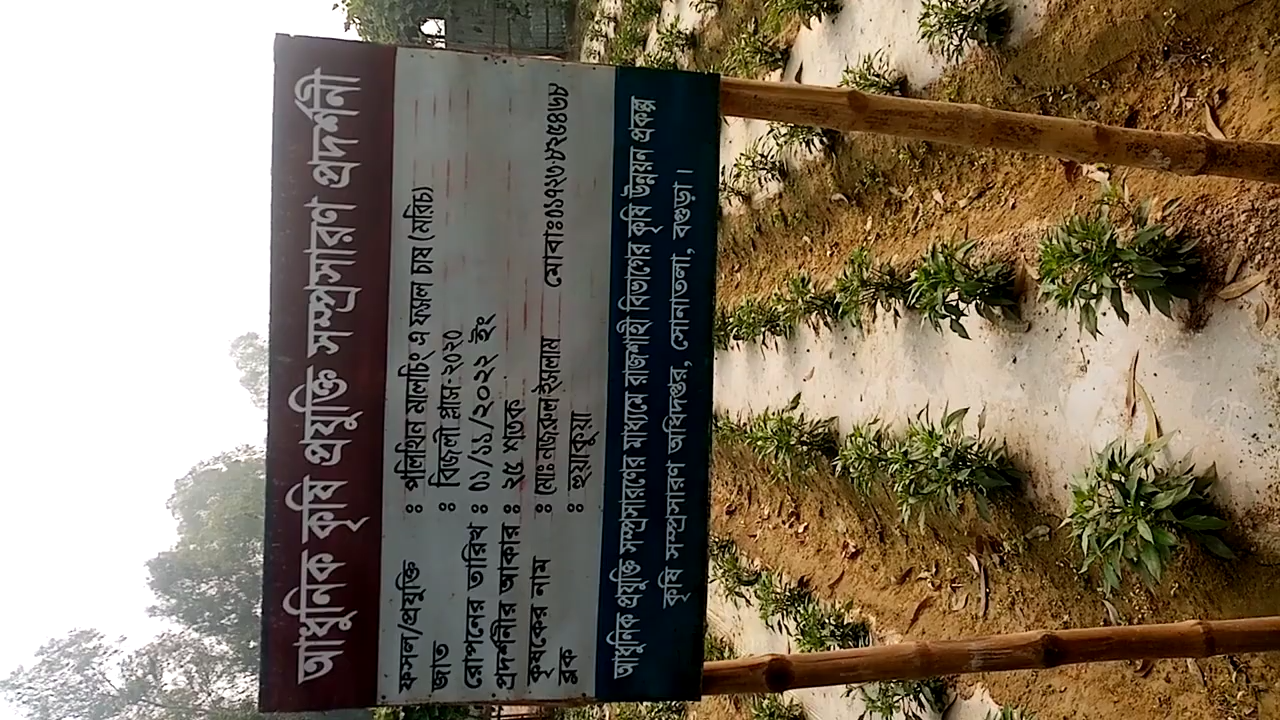 আধুনিক কৃষি প্রযুক্তি সম্প্রসারণ প্রদর্শনী
ফসল/প্রযুক্তি : পলিথিন মালচিং এ ফসল চাষ (মরিচ)
জাত : বিজলী প্লাস-২০২০
রোপনের তারিখ : ০১/১১/২০২২ ইং
প্রদর্শনীর আকার : ২৫ শতক
কৃষকের নাম : মোঃ নজরুল ইসলাম মোবাঃ০১৭২৩-৮২৫৪৬৮
ব্লক : হুয়াকুয়া
আধুনিক প্রযুক্তি সম্প্রসারণের মাধ্যমে রাজশাহী বিভাগের কৃষি উন্নয়ন প্রকল্প
কৃষি সম্প্রসারণ অধিদপ্তর, সোনাতলা, বগুড়া।